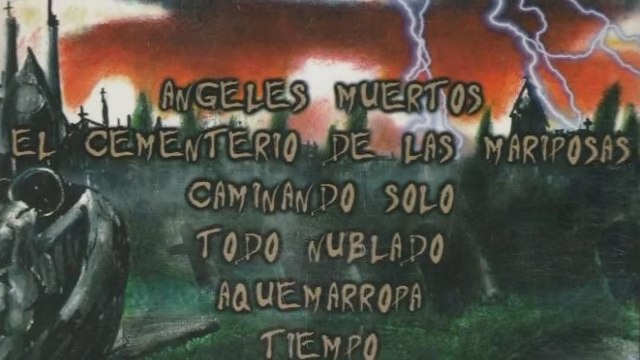 ANGELES MUERTOS
EL CEMENTERIO DE LAS MARIPOSAS
CAMINANDO SOLO
TODO NUBLADO
AQUEMARROPA
TIEMPO